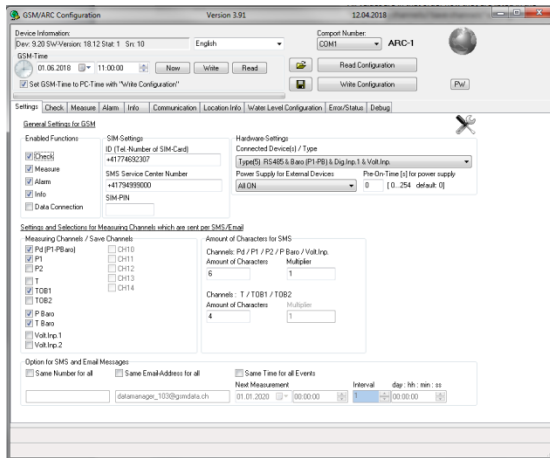 GSM/ARC Configuration Version 3.91 12.04.2018
Device Information:
Dev: 9.20 SW-Version: 18.12 Stat: 1 Sn: 10
English
Comport Number:
COM1
ARC-1
GSM-Time
01.06.2018 11:00:00
Now
Write
Read
Read Configuration
Set GSM-Time to PC-Time with "Write Configuration"
Write Configuration
PW
Settings Check Measure Alarm Info Communication Location Info Water Level Configuration Error/Status Debug
General Settings for GSM
Enabled Functions
Check
Measure
Alarm
Info
Data Connection
SIM-Settings
ID (Tel.-Number of SIM-Card)
+41774692307
SMS Service Center Number
+41794999000
SIM-PIN
Hardware Settings
Connected Device(s) / Type
Type(5) RS485 & Baro (P1-PB) & Dig.Inp.1 & Volt Inp.
Power Supply for External Devices
All ON
Pre-On-Time [s] for power supply
0 [ 0...254 default: 0]
Settings and Selections for Measuring Channels which are sent per SMS/Email
Measuring Channels / Save Channels
Pd (P1-PBaro) CH10
P1 CH11
P2 CH12
T CH13
TOB1 CH14
TOB2
P Baro
T Baro
Volt.Inp.1
Volt.Inp.2
Amount of Characters for SMS
Channels: Pd / P1 / P2 / P Baro / Volt.Inp.
Amount of Characters Multiplier
6 1
Channels : T / TOB1 / TOB2
Amount of Characters Multiplier
4 1
Option for SMS and Email Messages
Same Number for all
Same Email-Address for all
datamanager_103@gsmdata.ch
Same Time for all Events
Next Measurement Interval day : hh : min : ss
01.01.2020 00:00:00 1 00:00:00